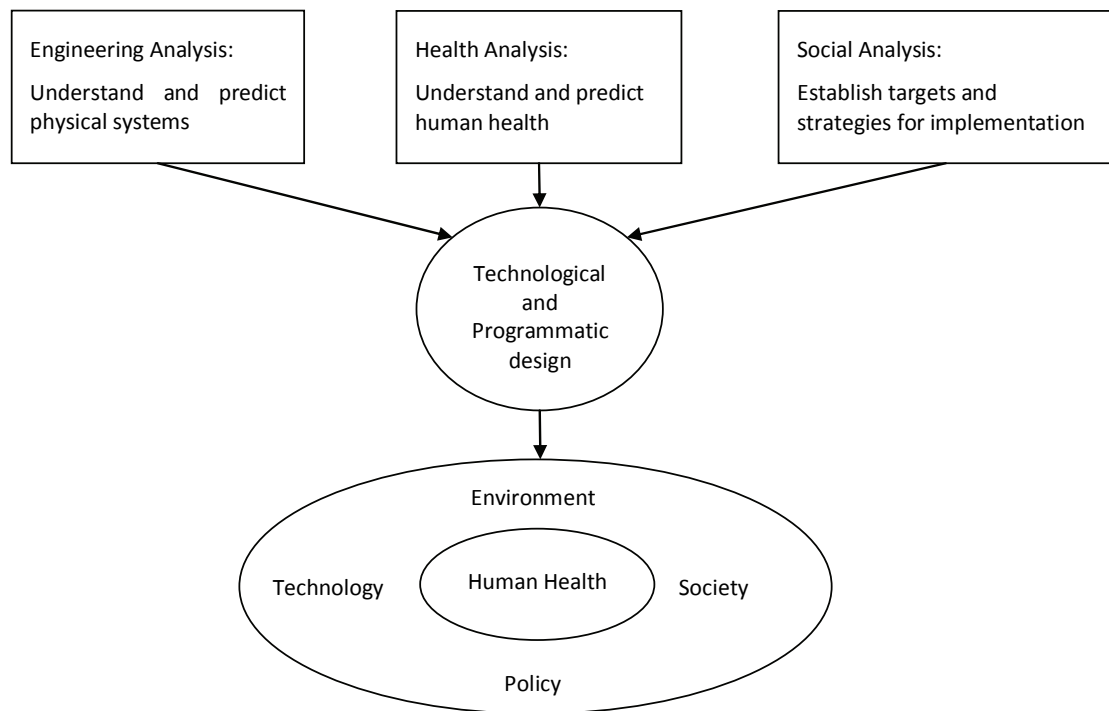 Engineering Analysis:
Understand and predict
physical systems
Health Analysis:
Understand and predict
human health
Social Analysis:
Establish targets and
strategies for implementation
Technological
and
Programmatic
design
Environment
Technology
Human Health
Society
Policy